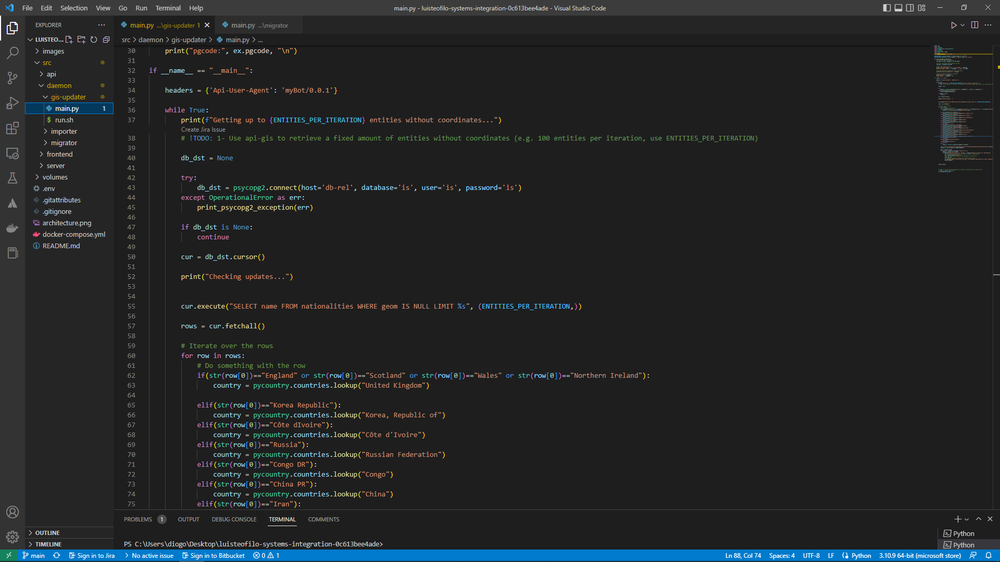 File Edit Selection View Go Run Terminal Help
main.py - luisteofilo-systems-integration-0c613bee4ade - Visual Studio Code
EXPLORER
LUISTEO...
images
src
api
daemon
gis-updater
main.py 1
run.sh
importer
migrator
frontend
server
volumes
.env
.gitattributes
.gitignore
architecture.png
docker-compose.yml
README.md
OUTLINE
TIMELINE
main.py ...\gis-updater 1
main.py ...\migrator
src > daemon > gis-updater > main.py > ...
30 print("pgcode:", ex.pgcode, "\n")
31
32 if __name__ == "__main__":
33
34 headers = {'Api-User-Agent': 'myBot/0.0.1'}
35
36 while True:
37 print(f"Getting up to {ENTITIES_PER_ITERATION} entities without coordinates...")
Create Jira Issue
38 # !TODO: 1- Use api-gis to retrieve a fixed amount of entities without coordinates (e.g. 100 entities per iteration, use ENTITIES_PER_ITERATION)
39
40 db_dst = None
41
42 try:
43 db_dst = psycopg2.connect(host='db-rel', database='is', user='is', password='is')
44 except OperationalError as err:
45 print_psycopg2_exception(err)
46
47 if db_dst is None:
48 continue
49
50 cur = db_dst.cursor()
51
52 print("Checking updates...")
53
54
55 cur.execute("SELECT name FROM nationalities WHERE geom IS NULL LIMIT %s", (ENTITIES_PER_ITERATION,))
56
57 rows = cur.fetchall()
58
59 # Iterate over the rows
60 for row in rows:
61 # Do something with the row
62 if(str(row[0])=="England" or str(row[0])=="Scotland" or str(row[0])=="Wales" or str(row[0])=="Northern Ireland"):
63 country = pycountry.countries.lookup("United Kingdom")
64
65 elif(str(row[0])=="Korea Republic"):
66 country = pycountry.countries.lookup("Korea, Republic of")
67 elif(str(row[0])=="Côte dIvoire"):
68 country = pycountry.countries.lookup("Côte d'Ivoire")
69 elif(str(row[0])=="Russia"):
70 country = pycountry.countries.lookup("Russian Federation")
71 elif(str(row[0])=="Congo DR"):
72 country = pycountry.countries.lookup("Congo")
73 elif(str(row[0])=="China PR"):
74 country = pycountry.countries.lookup("China")
75 elif(str(row[0])=="Iran"):
PROBLEMS 1 OUTPUT DEBUG CONSOLE TERMINAL COMMENTS
PS C:\Users\diogo\Desktop\luisteofilo-systems-integration-0c613bee4ade>
Python
Python
main Sign in to Jira No active issue Sign in to Bitbucket 0 1
Ln 88, Col 74 Spaces: 4 UTF-8 LF Python 3.10.9 64-bit (microsoft store)